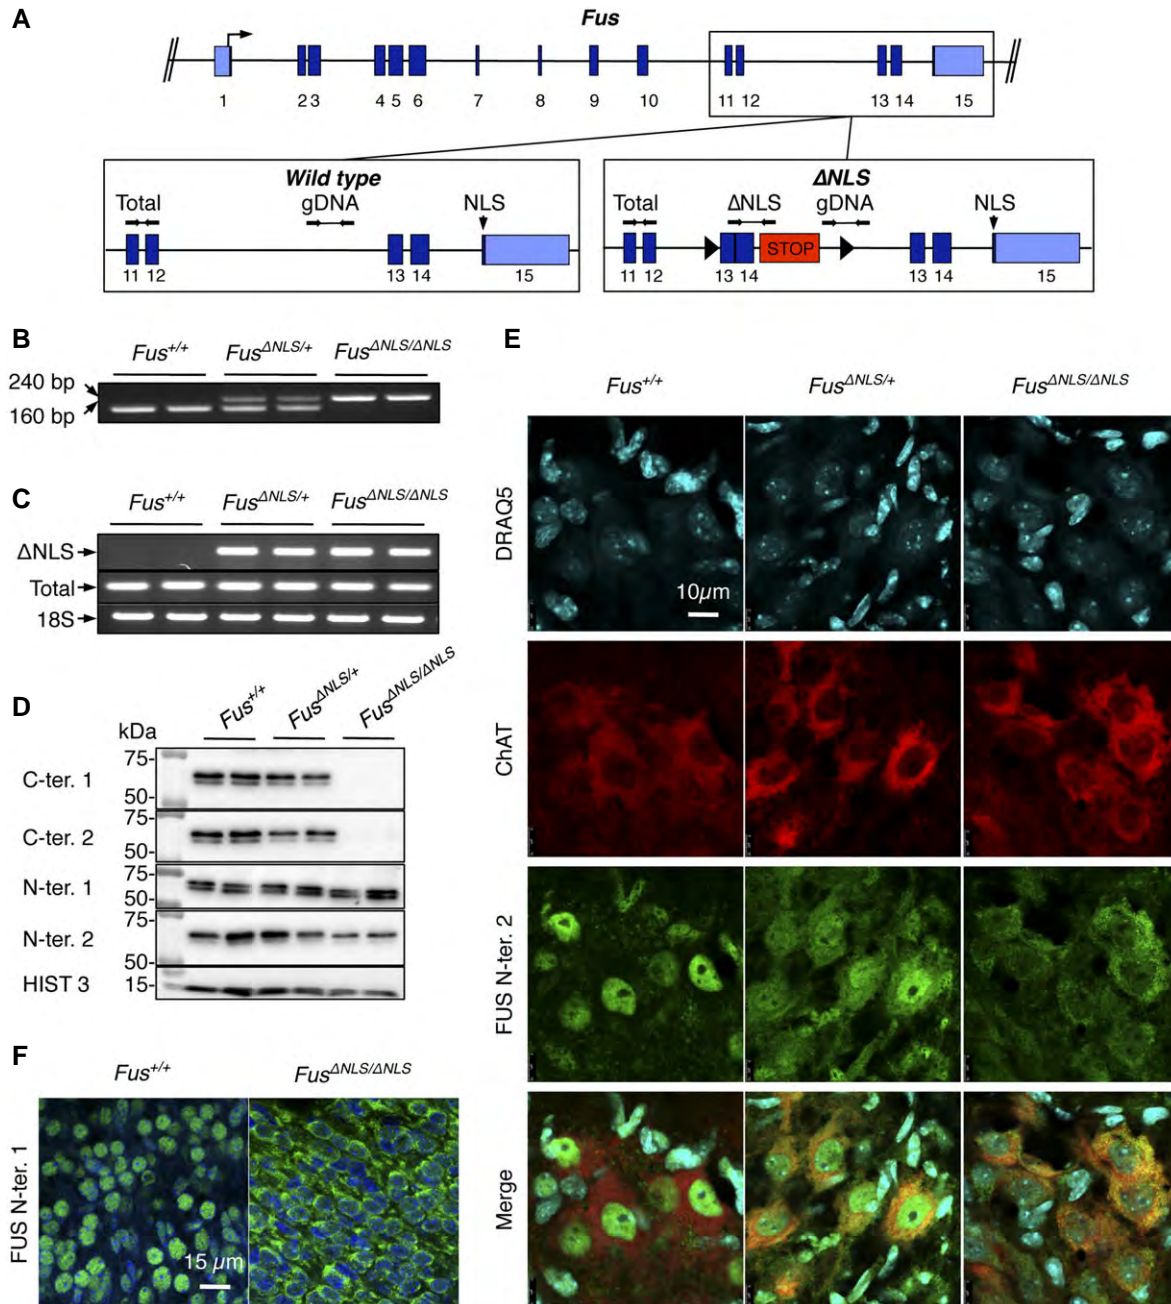 A
Fus
1 2 3 4 5 6 7 8 9 10 11 12 13 14 15
Wild type
Total gDNA NLS
11 12 13 14 15
ΔNLS
Total ΔNLS gDNA NLS
STOP
11 12 13 14 13 14 15
B
Fus+/+ FusΔNLS/+ FusΔNLS/ΔNLS
240 bp
160 bp
C
Fus+/+ FusΔNLS/+ FusΔNLS/ΔNLS
ΔNLS
Total
18S
D
Fus+/+ FusΔNLS/+ FusΔNLS/ΔNLS
kDa
C-ter. 1 75- 50-
C-ter. 2 75- 50-
N-ter. 1 75- 50-
N-ter. 2 75- 50-
HIST 3 15-
E
Fus+/+ FusΔNLS/+ FusΔNLS/ΔNLS
DRAQ5
10µm
ChAT
FUS N-ter. 2
Merge
F
Fus+/+ FusΔNLS/ΔNLS
FUS N-ter. 1
15 µm